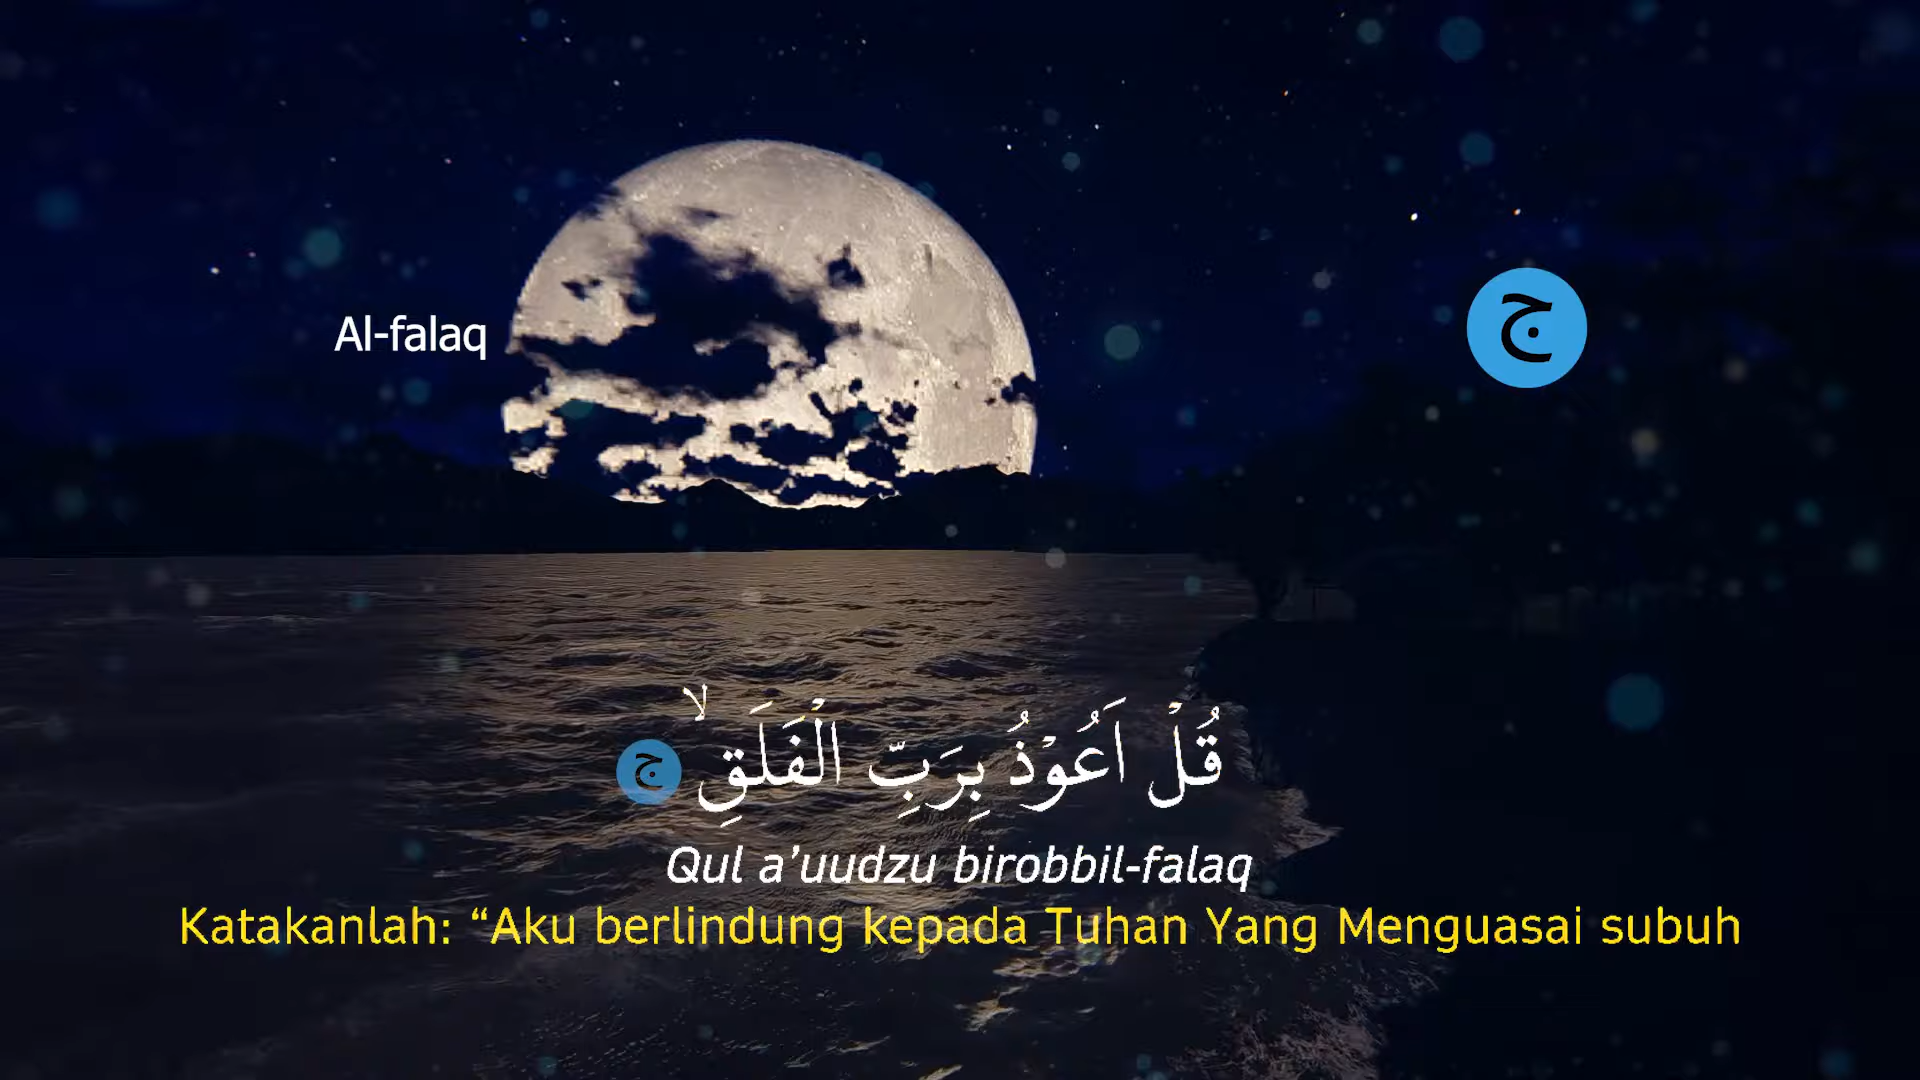 Al-falaq
ج
قُلْ اَعُوْذُ بِرَبِّ الْفَلَقِۙ ج
Qul a’uudzu birobbil-falaq
Katakanlah: “Aku berlindung kepada Tuhan Yang Menguasai subuh